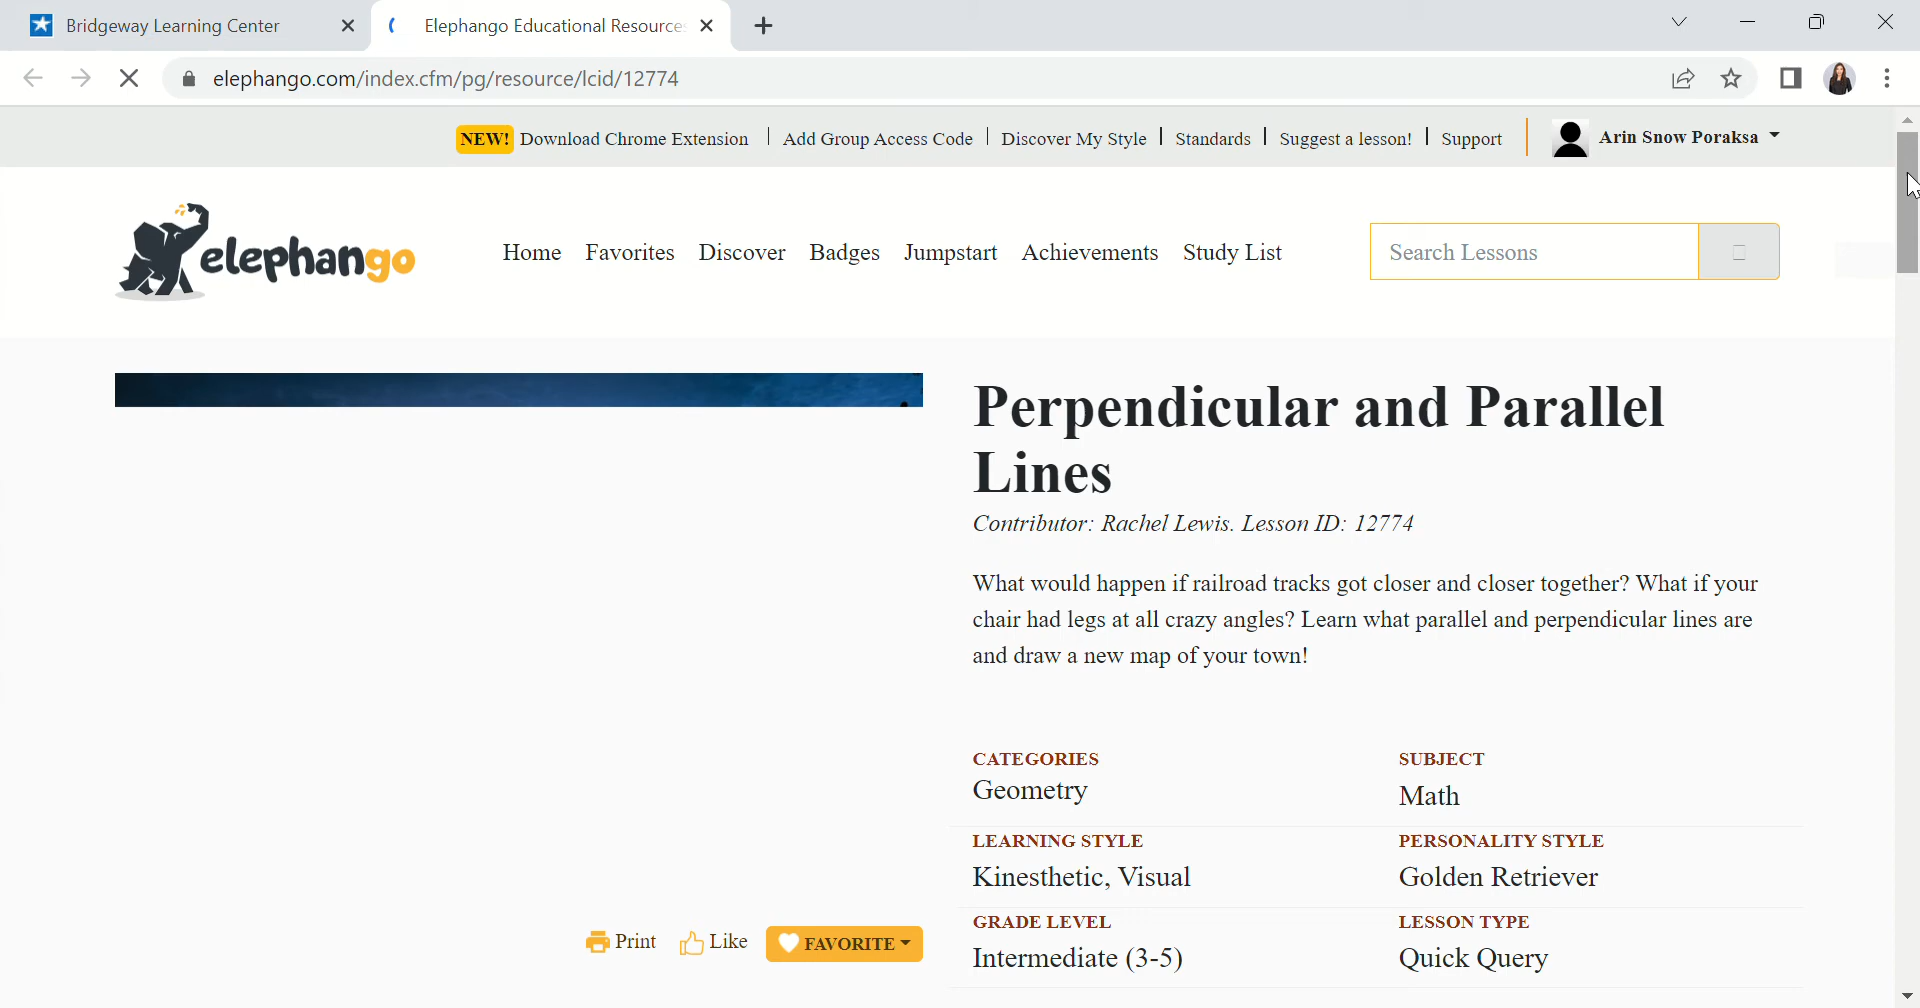 Bridgeway Learning Center
Elephango Educational Resources
elephango.com/index.cfm/pg/resource/lcid/12774
NEW! Download Chrome Extension | Add Group Access Code | Discover My Style | Standards | Suggest a lesson! | Support
Arin Snow Poraksa
elephango
Home Favorites Discover Badges Jumpstart Achievements Study List
Search Lessons
Perpendicular and Parallel
Lines
Contributor: Rachel Lewis. Lesson ID: 12774
What would happen if railroad tracks got closer and closer together? What if your
chair had legs at all crazy angles? Learn what parallel and perpendicular lines are
and draw a new map of your town!
CATEGORIES
Geometry
SUBJECT
Math
LEARNING STYLE
Kinesthetic, Visual
PERSONALITY STYLE
Golden Retriever
GRADE LEVEL
Intermediate (3-5)
LESSON TYPE
Quick Query
Print Like FAVORITE